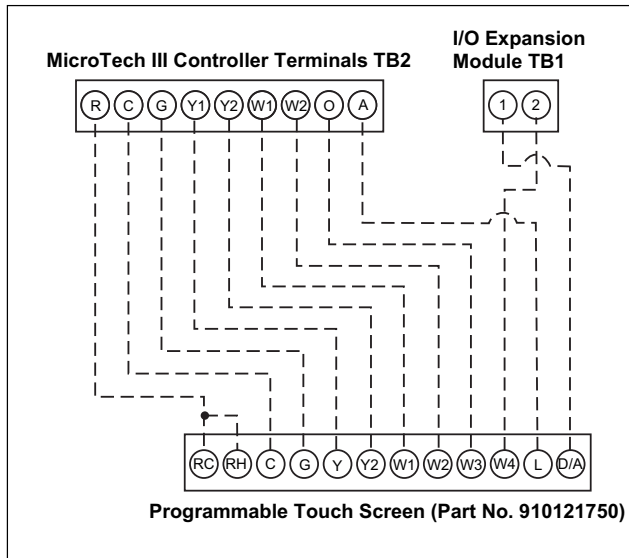 MicroTech III Controller Terminals TB2
I/O Expansion
Module TB1
R C G Y1 Y2 W1 W2 O A
1 2
RC RH C G Y Y2 W1 W2 W3 W4 L D/A
Programmable Touch Screen (Part No. 910121750)